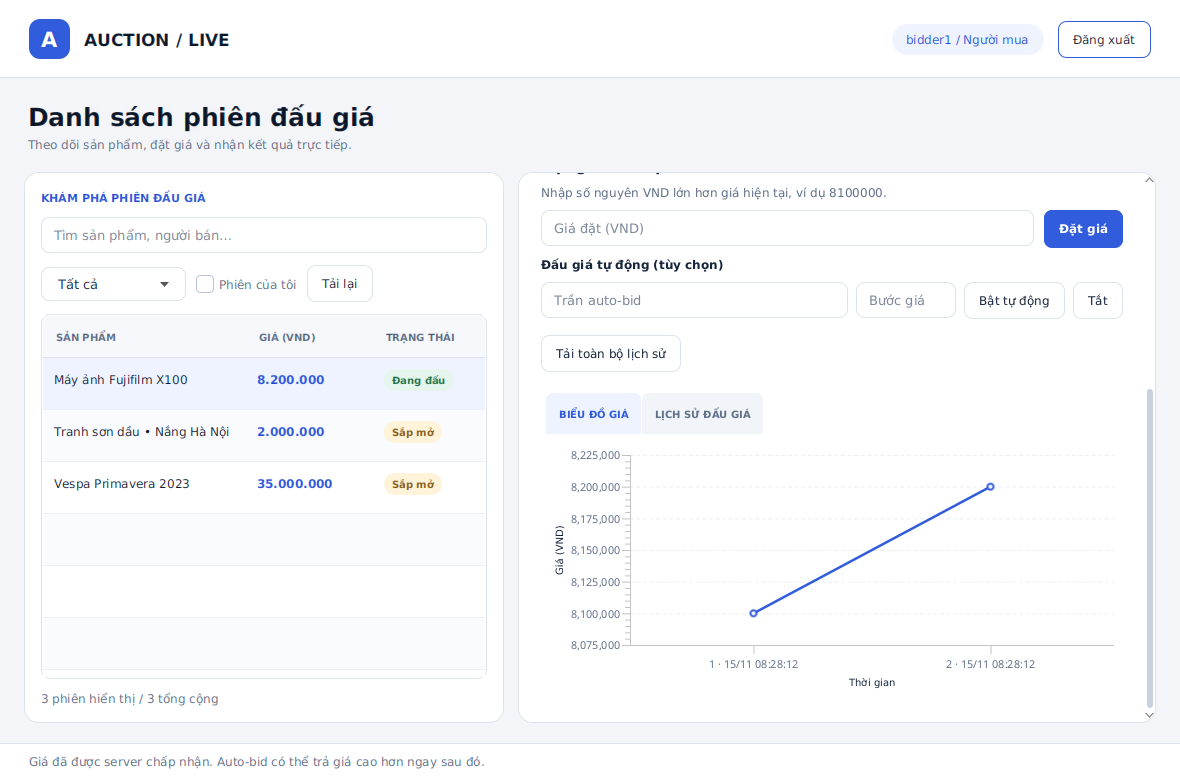 A
AUCTION / LIVE
bidder1 / Người mua
Đăng xuất
Danh sách phiên đấu giá
Theo dõi sản phẩm, đặt giá và nhận kết quả trực tiếp.
KHÁM PHÁ PHIÊN ĐẤU GIÁ
Tìm sản phẩm, người bán...
Tất cả
Phiên của tôi
Tải lại
SẢN PHẨM GIÁ (VND) TRẠNG THÁI
Máy ảnh Fujifilm X100 8.200.000 Đang đấu
Tranh sơn dầu • Nắng Hà Nội 2.000.000 Sắp mở
Vespa Primavera 2023 35.000.000 Sắp mở
3 phiên hiển thị / 3 tổng cộng
Nhập số nguyên VND lớn hơn giá hiện tại, ví dụ 8100000.
Giá đặt (VND)
Đặt giá
Đấu giá tự động (tùy chọn)
Trần auto-bid
Bước giá
Bật tự động
Tắt
Tải toàn bộ lịch sử
BIỂU ĐỒ GIÁ
LỊCH SỬ ĐẤU GIÁ
8,225,000
8,200,000
8,175,000
8,150,000
8,125,000
8,100,000
8,075,000
Giá (VND)
1 · 15/11 08:28:12
2 · 15/11 08:28:12
Thời gian
Giá đã được server chấp nhận. Auto-bid có thể trả giá cao hơn ngay sau đó.